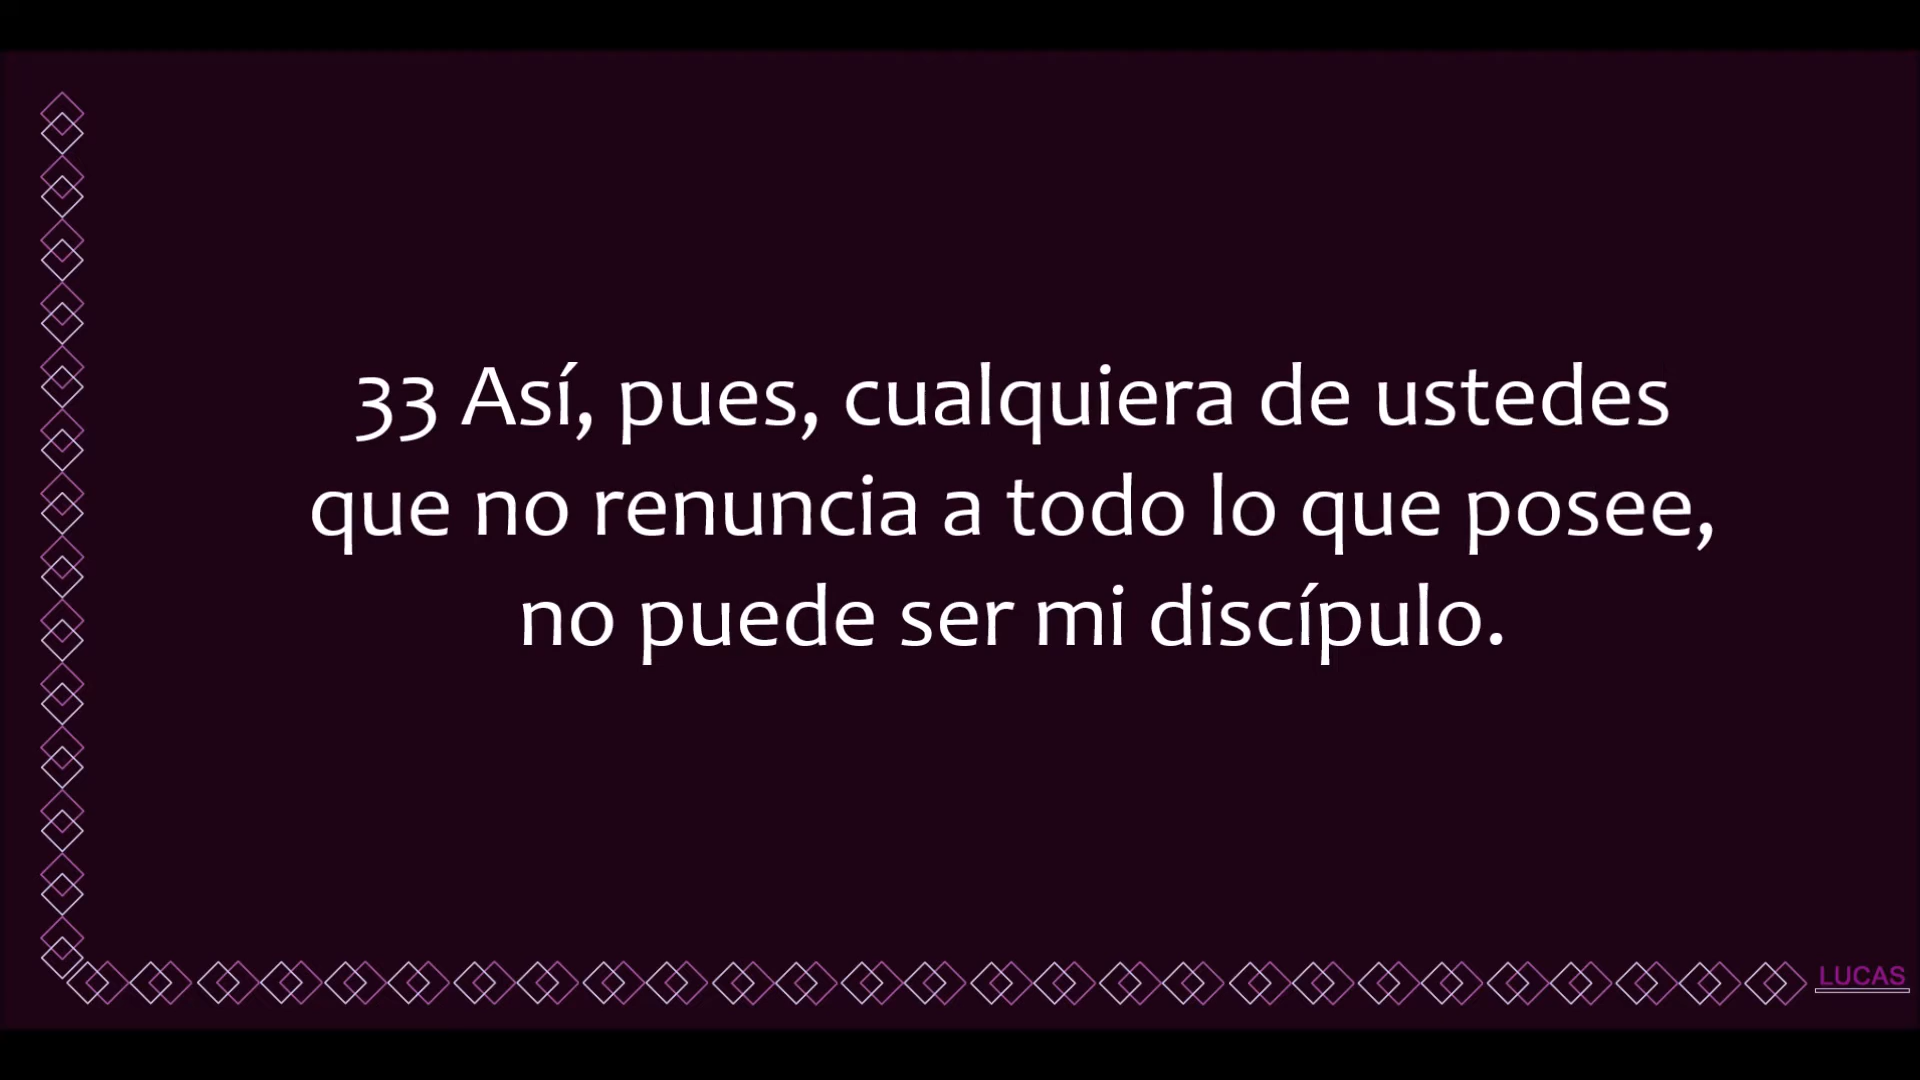 33 Así, pues, cualquiera de ustedes
que no renuncia a todo lo que posee,
no puede ser mi discípulo.
LUCAS